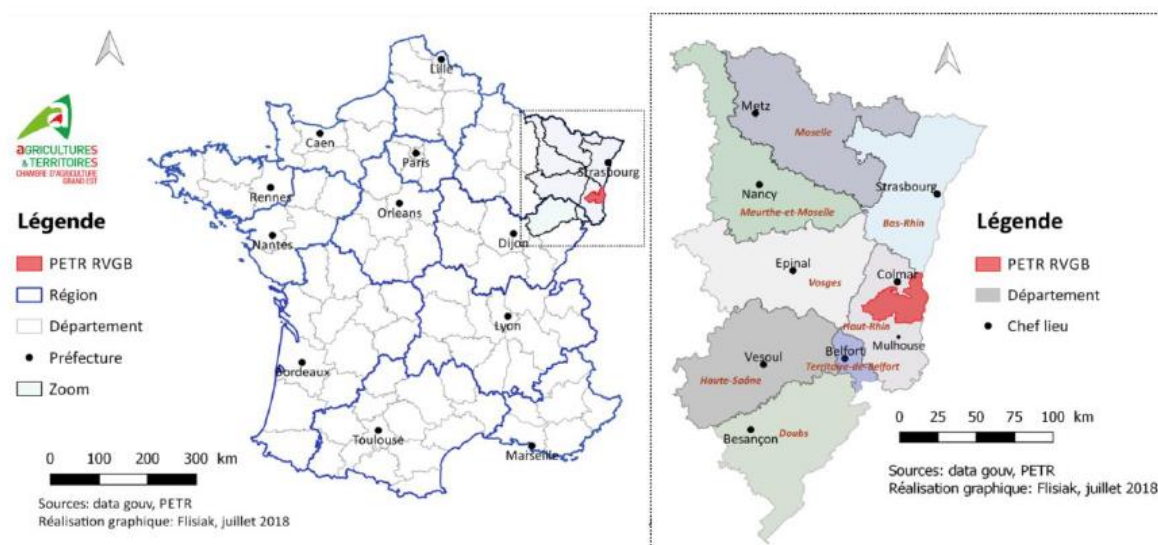 Lille
Caen
Paris
Strasbourg
Rennes
Orleans
Nantes
Dijon
Lyon
Bordeaux
Toulouse
Marseille
aGRICULTURES
& TERRITOIRES
CHAMBRE D'AGRICULTURE
GRAND EST
Légende
PETR RVGB
Région
Département
Préfecture
Zoom
0 100 200 300 km
Sources: data gouv, PETR
Réalisation graphique: Flisiak, juillet 2018
Metz
Moselle
Nancy
Meurthe-et-Moselle
Strasbourg
Bas-Rhin
Epinal
Vosges
Colmar
Haut-Rhin
Mulhouse
Vesoul
Haute-Saône
Belfort
Territoire-de-Belfort
Besançon
Doubs
Légende
PETR RVGB
Département
Chef lieu
0 25 50 75 100 km
Sources: data gouv, PETR
Réalisation graphique: Flisiak, juillet 2018